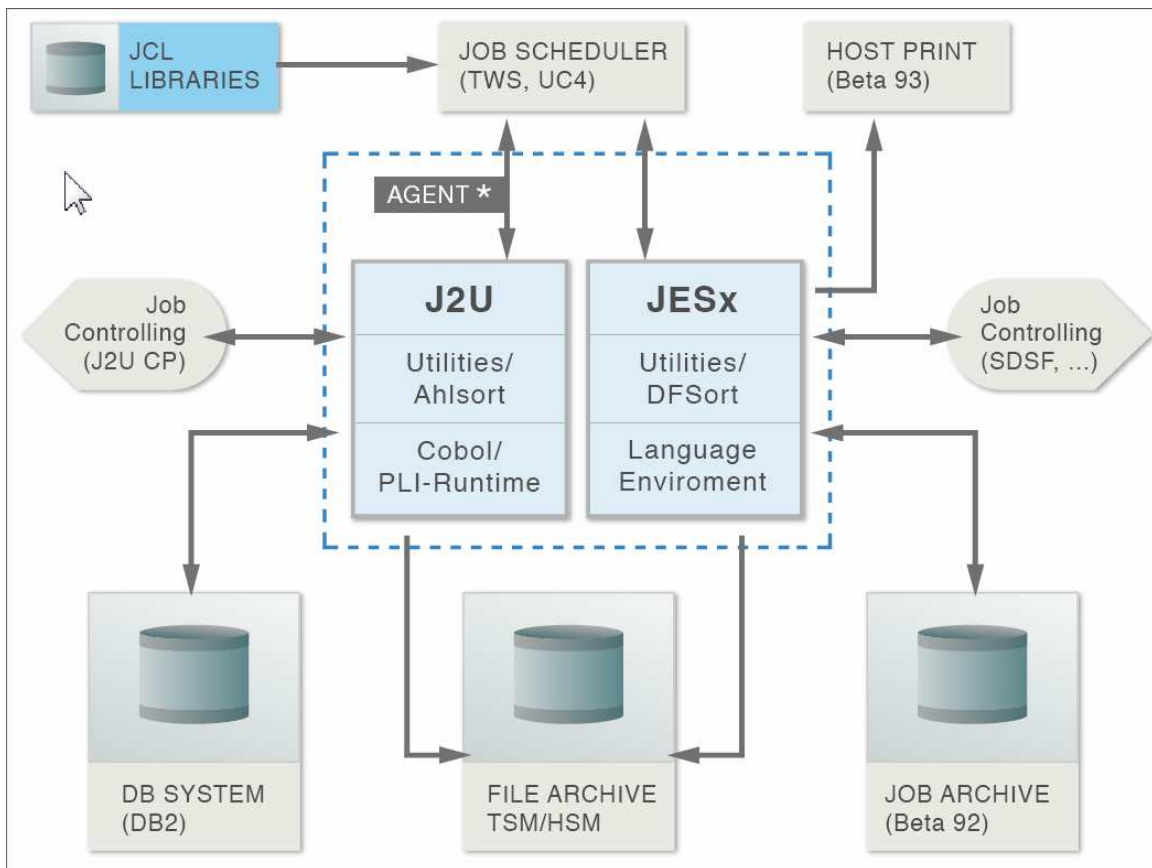 JCL
LIBRARIES
JOB SCHEDULER
(TWS, UC4)
HOST PRINT
(Beta 93)
AGENT *
J2U
Utilities/
Ahlsort
Cobol/
PLI-Runtime
JESx
Utilities/
DFSort
Language
Enviroment
Job
Controlling
(J2U CP)
Job
Controlling
(SDSF, ...)
DB SYSTEM
(DB2)
FILE ARCHIVE
TSM/HSM
JOB ARCHIVE
(Beta 92)